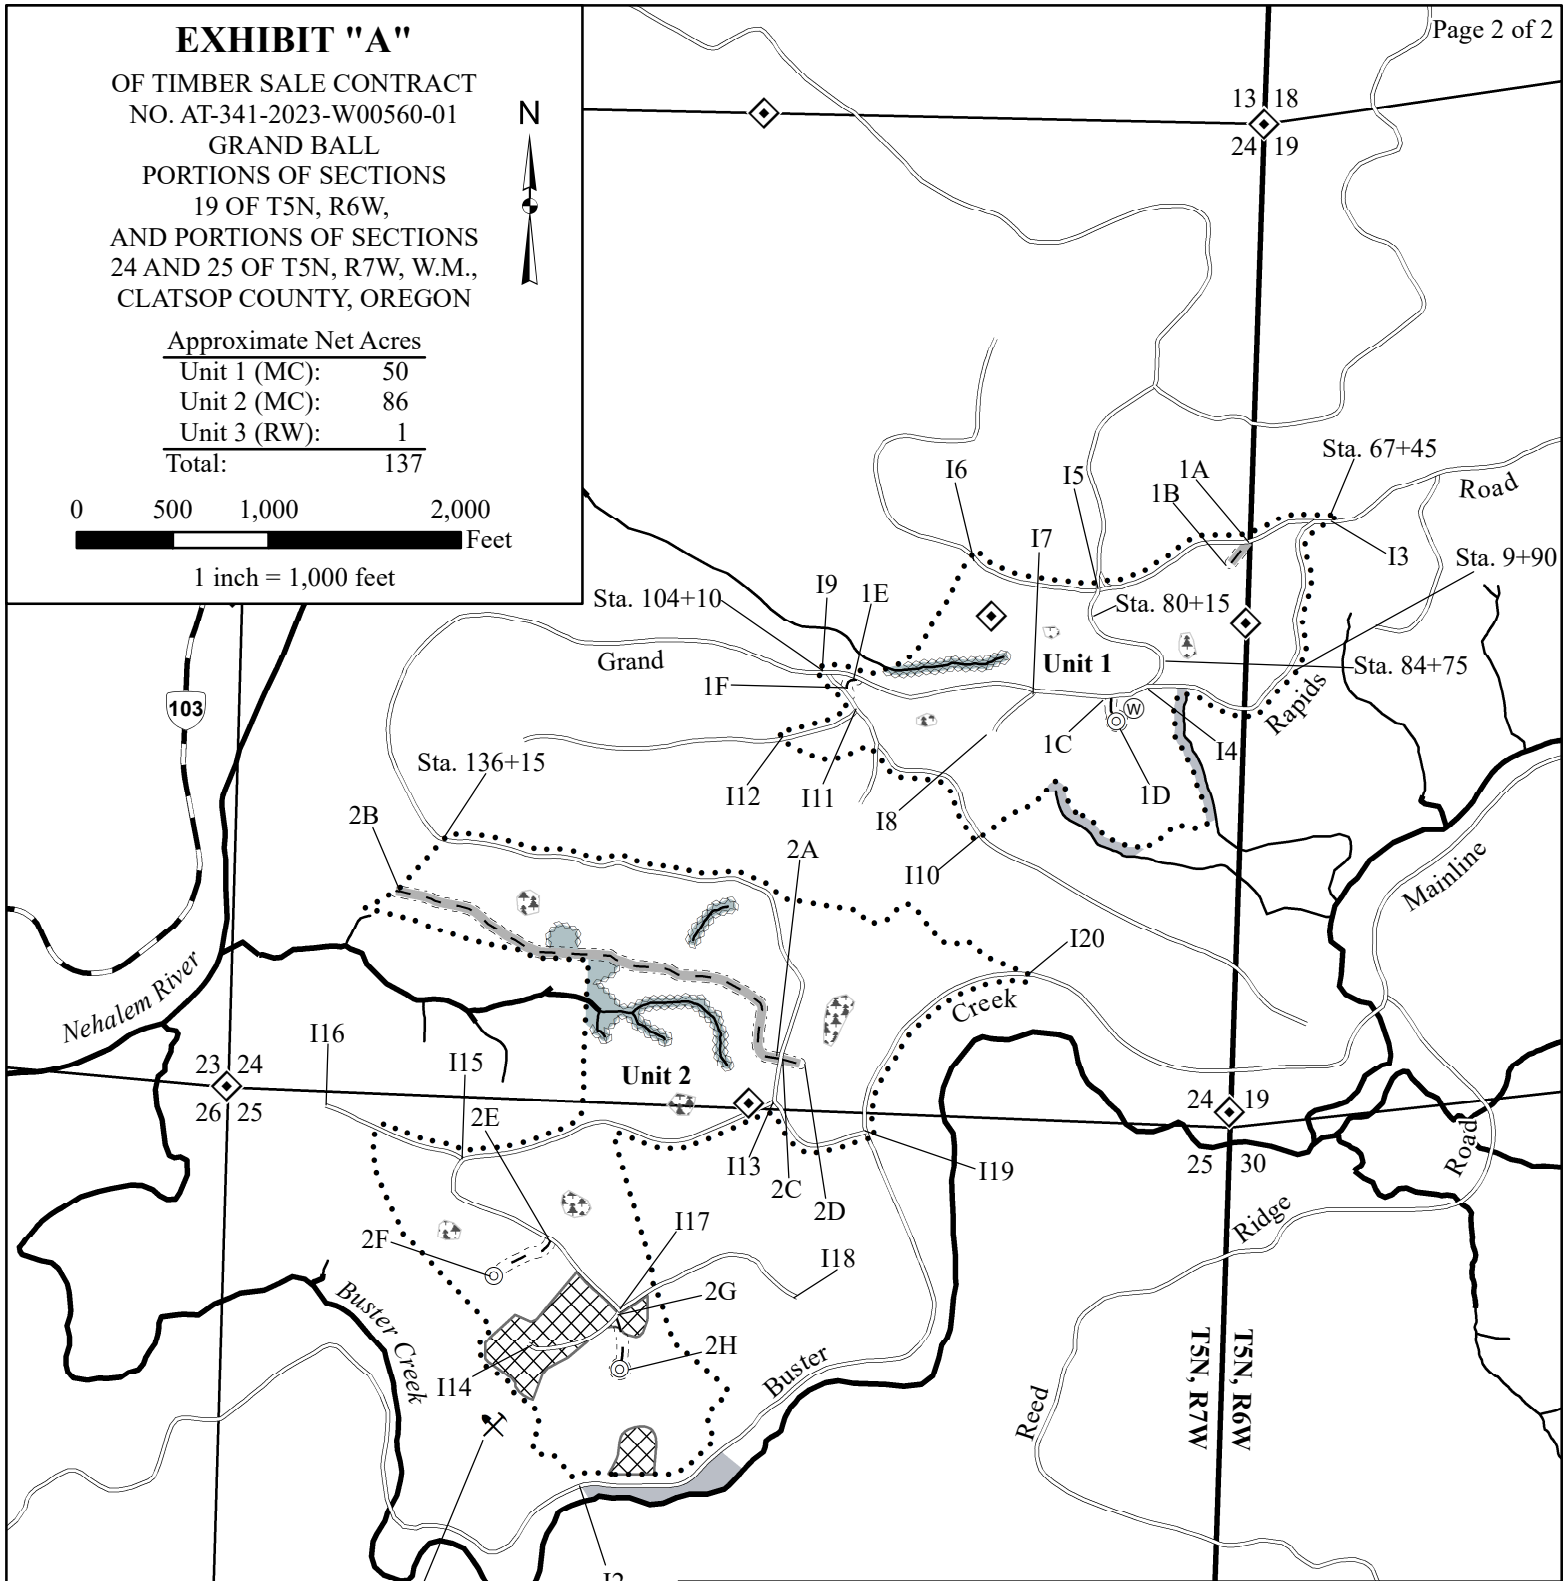 EXHIBIT "A"
OF TIMBER SALE CONTRACT
NO. AT-341-2023-W00560-01
GRAND BALL
PORTIONS OF SECTIONS
19 OF T5N, R6W,
AND PORTIONS OF SECTIONS
24 AND 25 OF T5N, R7W, W.M.,
CLATSOP COUNTY, OREGON
N
Approximate Net Acres
Unit 1 (MC): 50
Unit 2 (MC): 86
Unit 3 (RW): 1
Total: 137
0 500 1,000 2,000
Feet
1 inch = 1,000 feet
Page 2 of 2
13 18
24 19
Sta. 67+45
I6
I5
1A
1B
Road
I7
I3
Sta. 9+90
Sta. 104+10
I9
1E
Sta. 80+15
Grand
Unit 1
Sta. 84+75
1F
Rapids
103
W
1C
I4
Sta. 136+15
I12
I11
1D
2B
I8
2A
I10
Mainline
I20
Nehalem River
Creek
I16
I15
23 24
26 25
Unit 2
24 19
25 30
2E
I13
2C
I19
Road
2D
2F
I17
Ridge
I18
2G
Buster Creek
2H
T5N, R7W
T5N, R6W
I14
Buster
Reed
I2